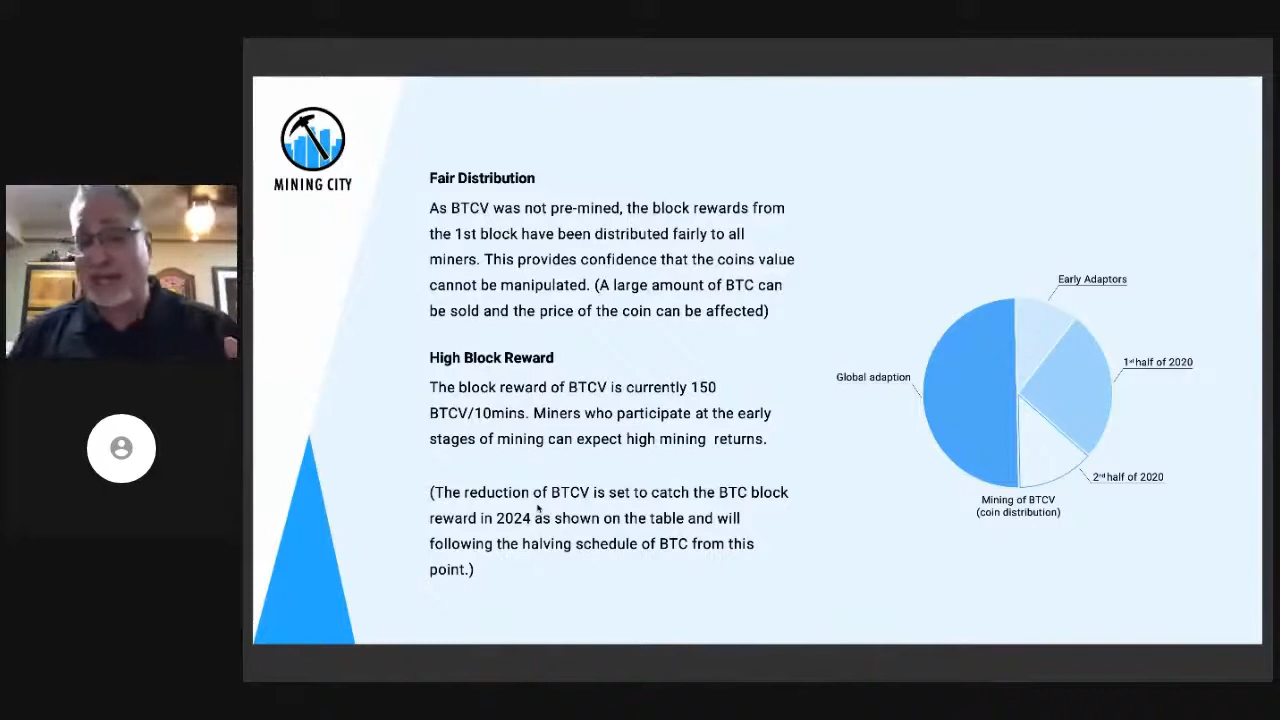 MINING CITY
Fair Distribution
As BTCV was not pre-mined, the block rewards from
the 1st block have been distributed fairly to all
miners. This provides confidence that the coins value
cannot be manipulated. (A large amount of BTC can
be sold and the price of the coin can be affected)
High Block Reward
The block reward of BTCV is currently 150
BTCV/10mins. Miners who participate at the early
stages of mining can expect high mining returns.
(The reduction of BTCV is set to catch the BTC block
reward in 2024 as shown on the table and will
following the halving schedule of BTC from this
point.)
Early Adaptors
1st half of 2020
Global adaption
2nd half of 2020
Mining of BTCV
(coin distribution)